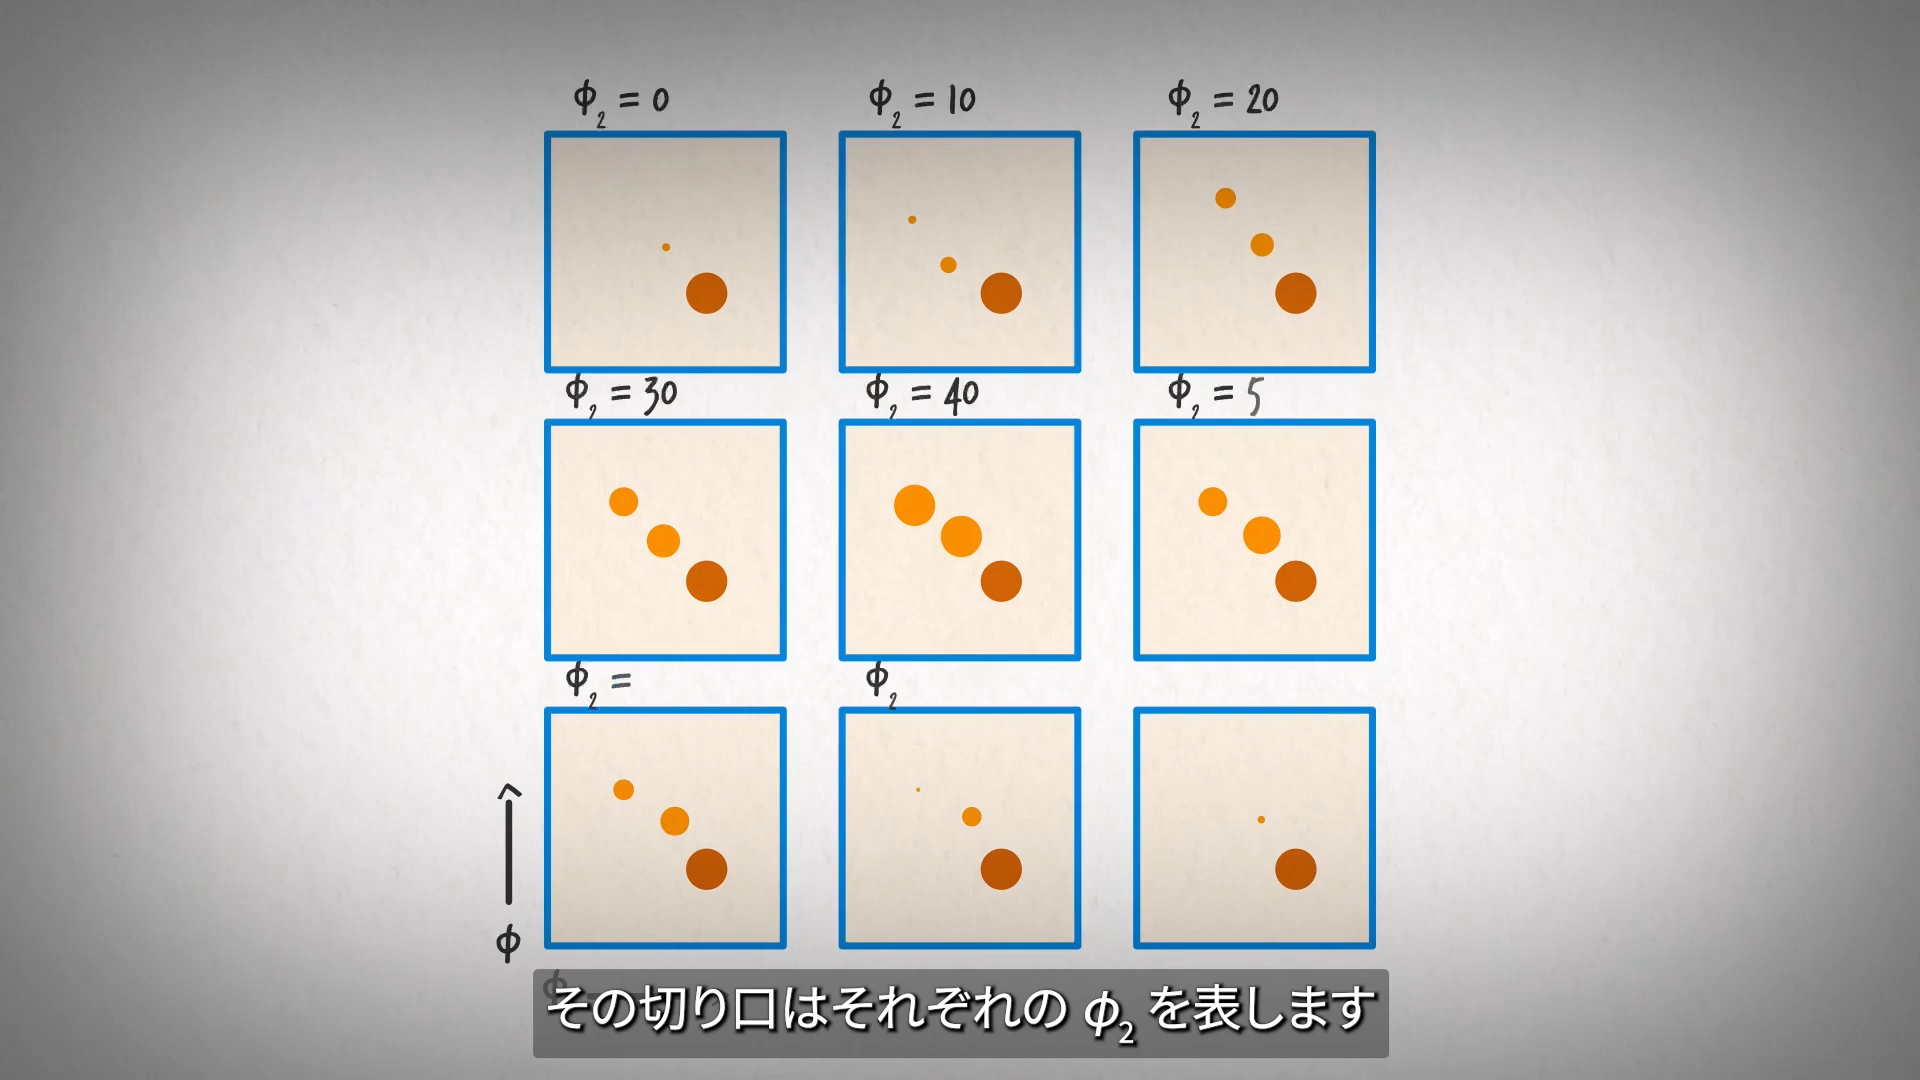 ϕ₂ = 0
ϕ₂ = 10
ϕ₂ = 20
ϕ₂ = 30
ϕ₂ = 40
ϕ₂ = 5
ϕ₂ =
ϕ₂
ϕ
ϕ
その切り口はそれぞれの ϕ₂ を表します